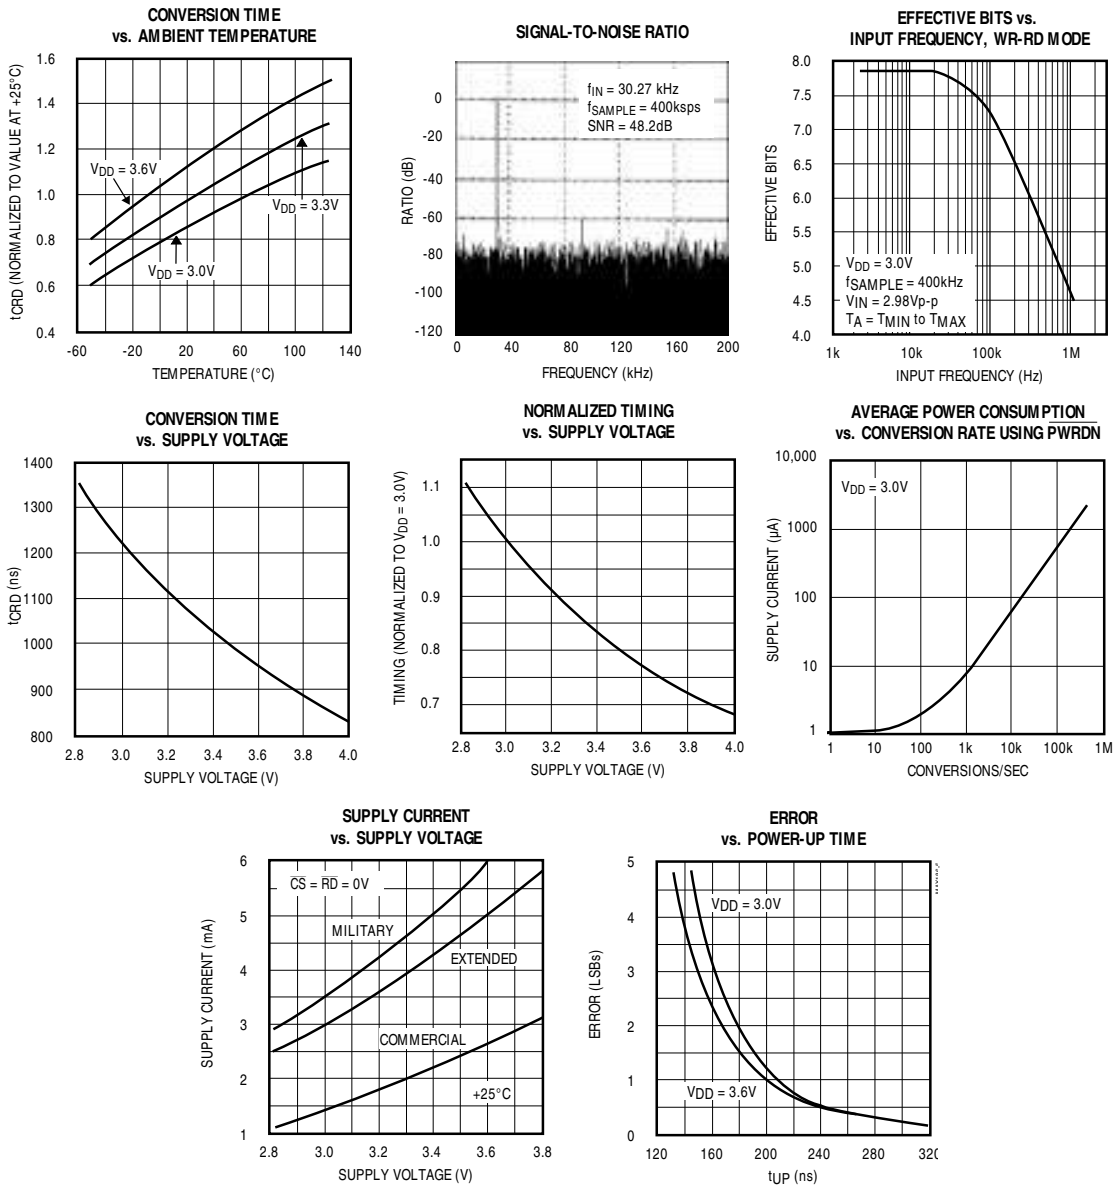 CONVERSION TIME
vs. AMBIENT TEMPERATURE
tCRD (NORMALIZED TO VALUE AT +25°C)
1.6
1.4
1.2
1.0
0.8
0.6
0.4
VDD = 3.6V
VDD = 3.3V
VDD = 3.0V
-60
-20
20
60
100
140
TEMPERATURE (°C)
SIGNAL-TO-NOISE RATIO
RATIO (dB)
0
-20
-40
-60
-80
-100
-120
fIN = 30.27 kHz
fSAMPLE = 400ksps
SNR = 48.2dB
0
40
80
120
160
200
FREQUENCY (kHz)
EFFECTIVE BITS vs.
INPUT FREQUENCY, WR-RD MODE
EFFECTIVE BITS
8.0
7.5
7.0
6.5
6.0
5.5
5.0
4.5
4.0
VDD = 3.0V
fSAMPLE = 400kHz
VIN = 2.98Vp-p
TA = TMIN to TMAX
1k
10k
100k
1M
INPUT FREQUENCY (Hz)
CONVERSION TIME
vs. SUPPLY VOLTAGE
tCRD (ns)
1400
1300
1200
1100
1000
900
800
2.8
3.0
3.2
3.4
3.6
3.8
4.0
SUPPLY VOLTAGE (V)
NORMALIZED TIMING
vs. SUPPLY VOLTAGE
TIMING (NORMALIZED TO VDD = 3.0V)
1.1
1.0
0.9
0.8
0.7
2.8
3.0
3.2
3.4
3.6
3.8
4.0
SUPPLY VOLTAGE (V)
AVERAGE POWER CONSUMPTION
vs. CONVERSION RATE USING PWRDN
SUPPLY CURRENT (µA)
10,000
1000
100
10
1
VDD = 3.0V
1
10
100
1k
10k
100k
1M
CONVERSIONS/SEC
SUPPLY CURRENT
vs. SUPPLY VOLTAGE
SUPPLY CURRENT (mA)
6
5
4
3
2
1
CS = RD = 0V
MILITARY
EXTENDED
COMMERCIAL
+25°C
2.8
3.0
3.2
3.4
3.6
3.8
SUPPLY VOLTAGE (V)
ERROR
vs. POWER-UP TIME
ERROR (LSBs)
5
4
3
2
1
0
VDD = 3.0V
VDD = 3.6V
120
160
200
240
280
tUP (ns)